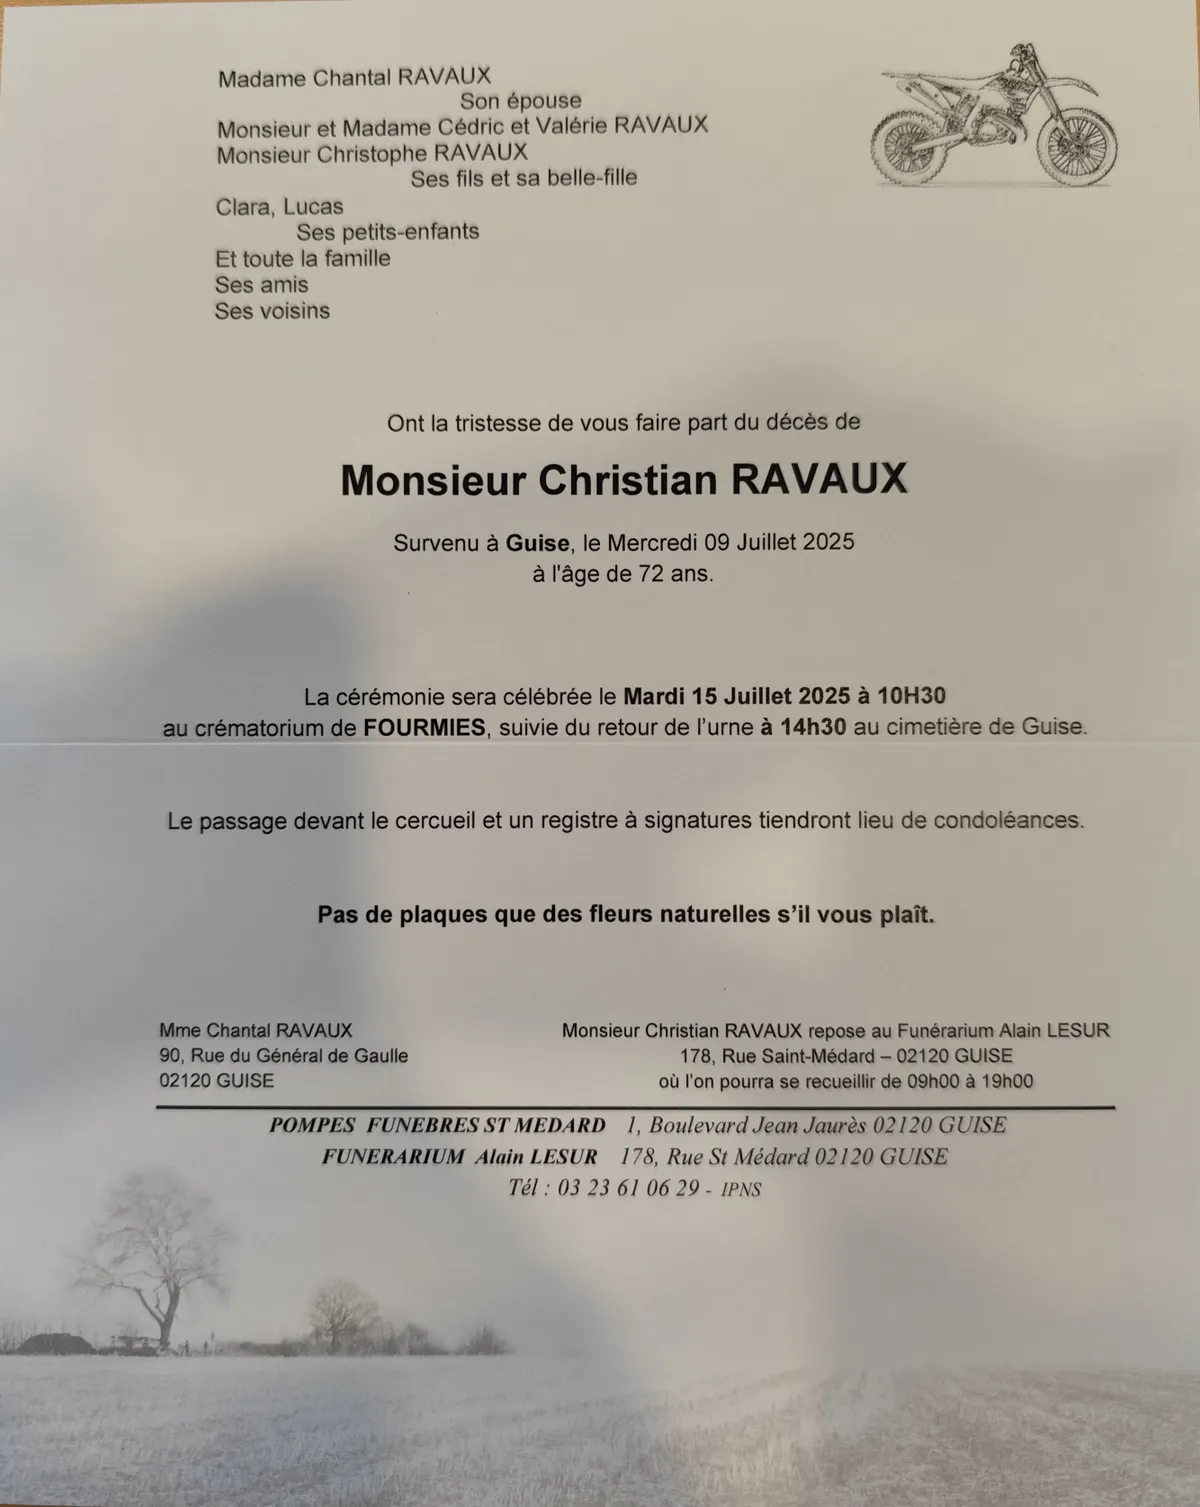 Madame Chantal RAVAUX
Son épouse
Monsieur et Madame Cédric et Valérie RAVAUX
Monsieur Christophe RAVAUX
Ses fils et sa belle-fille
Clara, Lucas
Ses petits-enfants
Et toute la famille
Ses amis
Ses voisins
Ont la tristesse de vous faire part du décès de
Monsieur Christian RAVAUX
Survenu à Guise, le Mercredi 09 Juillet 2025
à l'âge de 72 ans.
La cérémonie sera célébrée le Mardi 15 Juillet 2025 à 10H30
au crématorium de FOURMIES, suivie du retour de l’urne à 14h30 au cimetière de Guise.
Le passage devant le cercueil et un registre à signatures tiendront lieu de condoléances.
Pas de plaques que des fleurs naturelles s’il vous plaît.
Mme Chantal RAVAUX
90, Rue du Général de Gaulle
02120 GUISE
Monsieur Christian RAVAUX repose au Funérarium Alain LESUR
178, Rue Saint-Médard – 02120 GUISE
où l’on pourra se recueillir de 09h00 à 19h00
POMPES FUNEBRES ST MEDARD 1, Boulevard Jean Jaurès 02120 GUISE
FUNERARIUM Alain LESUR 178, Rue St Médard 02120 GUISE
Tél : 03 23 61 06 29 - IPNS